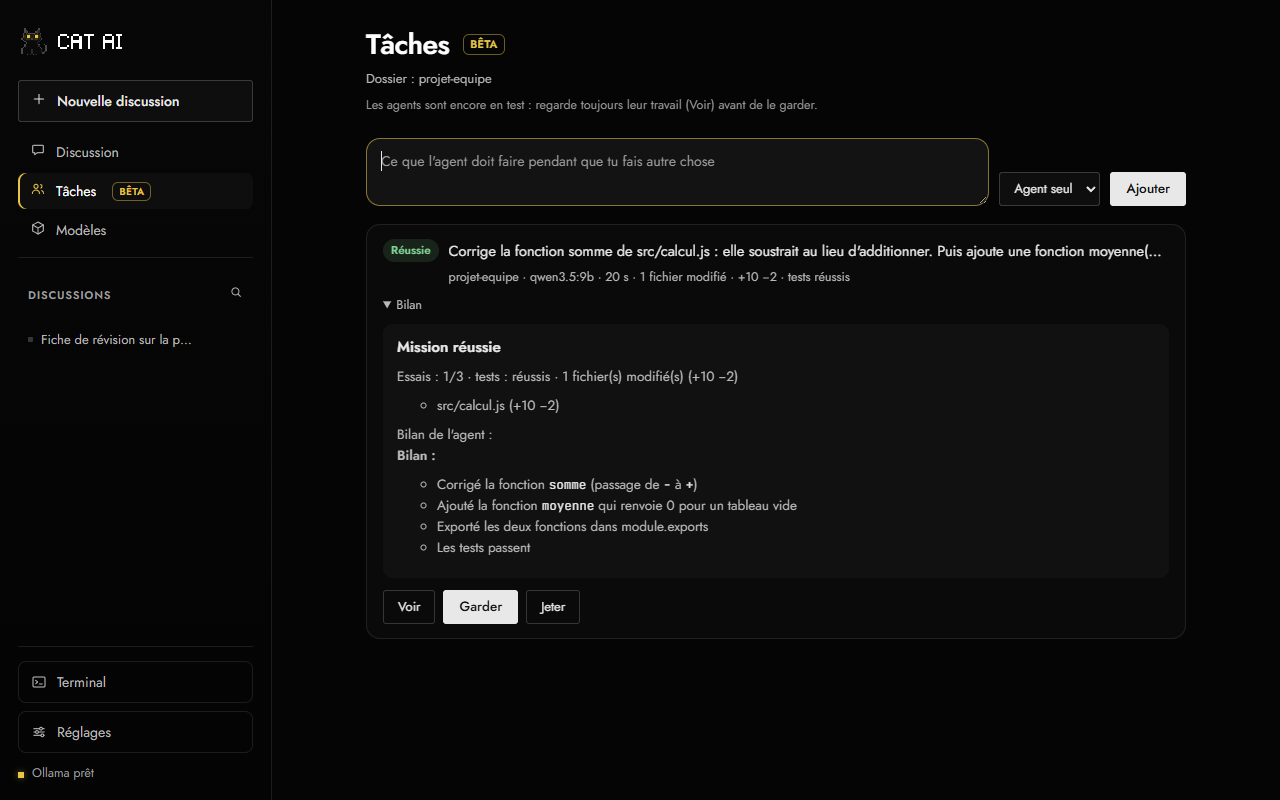 CAT AI
Nouvelle discussion
Discussion
Tâches BÊTA
Modèles
DISCUSSIONS
Fiche de révision sur la p...
Terminal
Réglages
Ollama prêt
Tâches BÊTA
Dossier : projet-equipe
Les agents sont encore en test : regarde toujours leur travail (Voir) avant de le garder.
Ce que l'agent doit faire pendant que tu fais autre chose
Agent seul
Ajouter
Réussie Corrige la fonction somme de src/calcul.js : elle soustrait au lieu d'additionner. Puis ajoute une fonction moyenne(...
projet-equipe · qwen3.5:9b · 20 s · 1 fichier modifié · +10 −2 · tests réussis
▼ Bilan
Mission réussie
Essais : 1/3 · tests : réussis · 1 fichier(s) modifié(s) (+10 −2)
src/calcul.js (+10 −2)
Bilan de l'agent :
Bilan :
Corrigé la fonction somme (passage de - à +)
Ajouté la fonction moyenne qui renvoie 0 pour un tableau vide
Exporté les deux fonctions dans module.exports
Les tests passent
Voir
Garder
Jeter